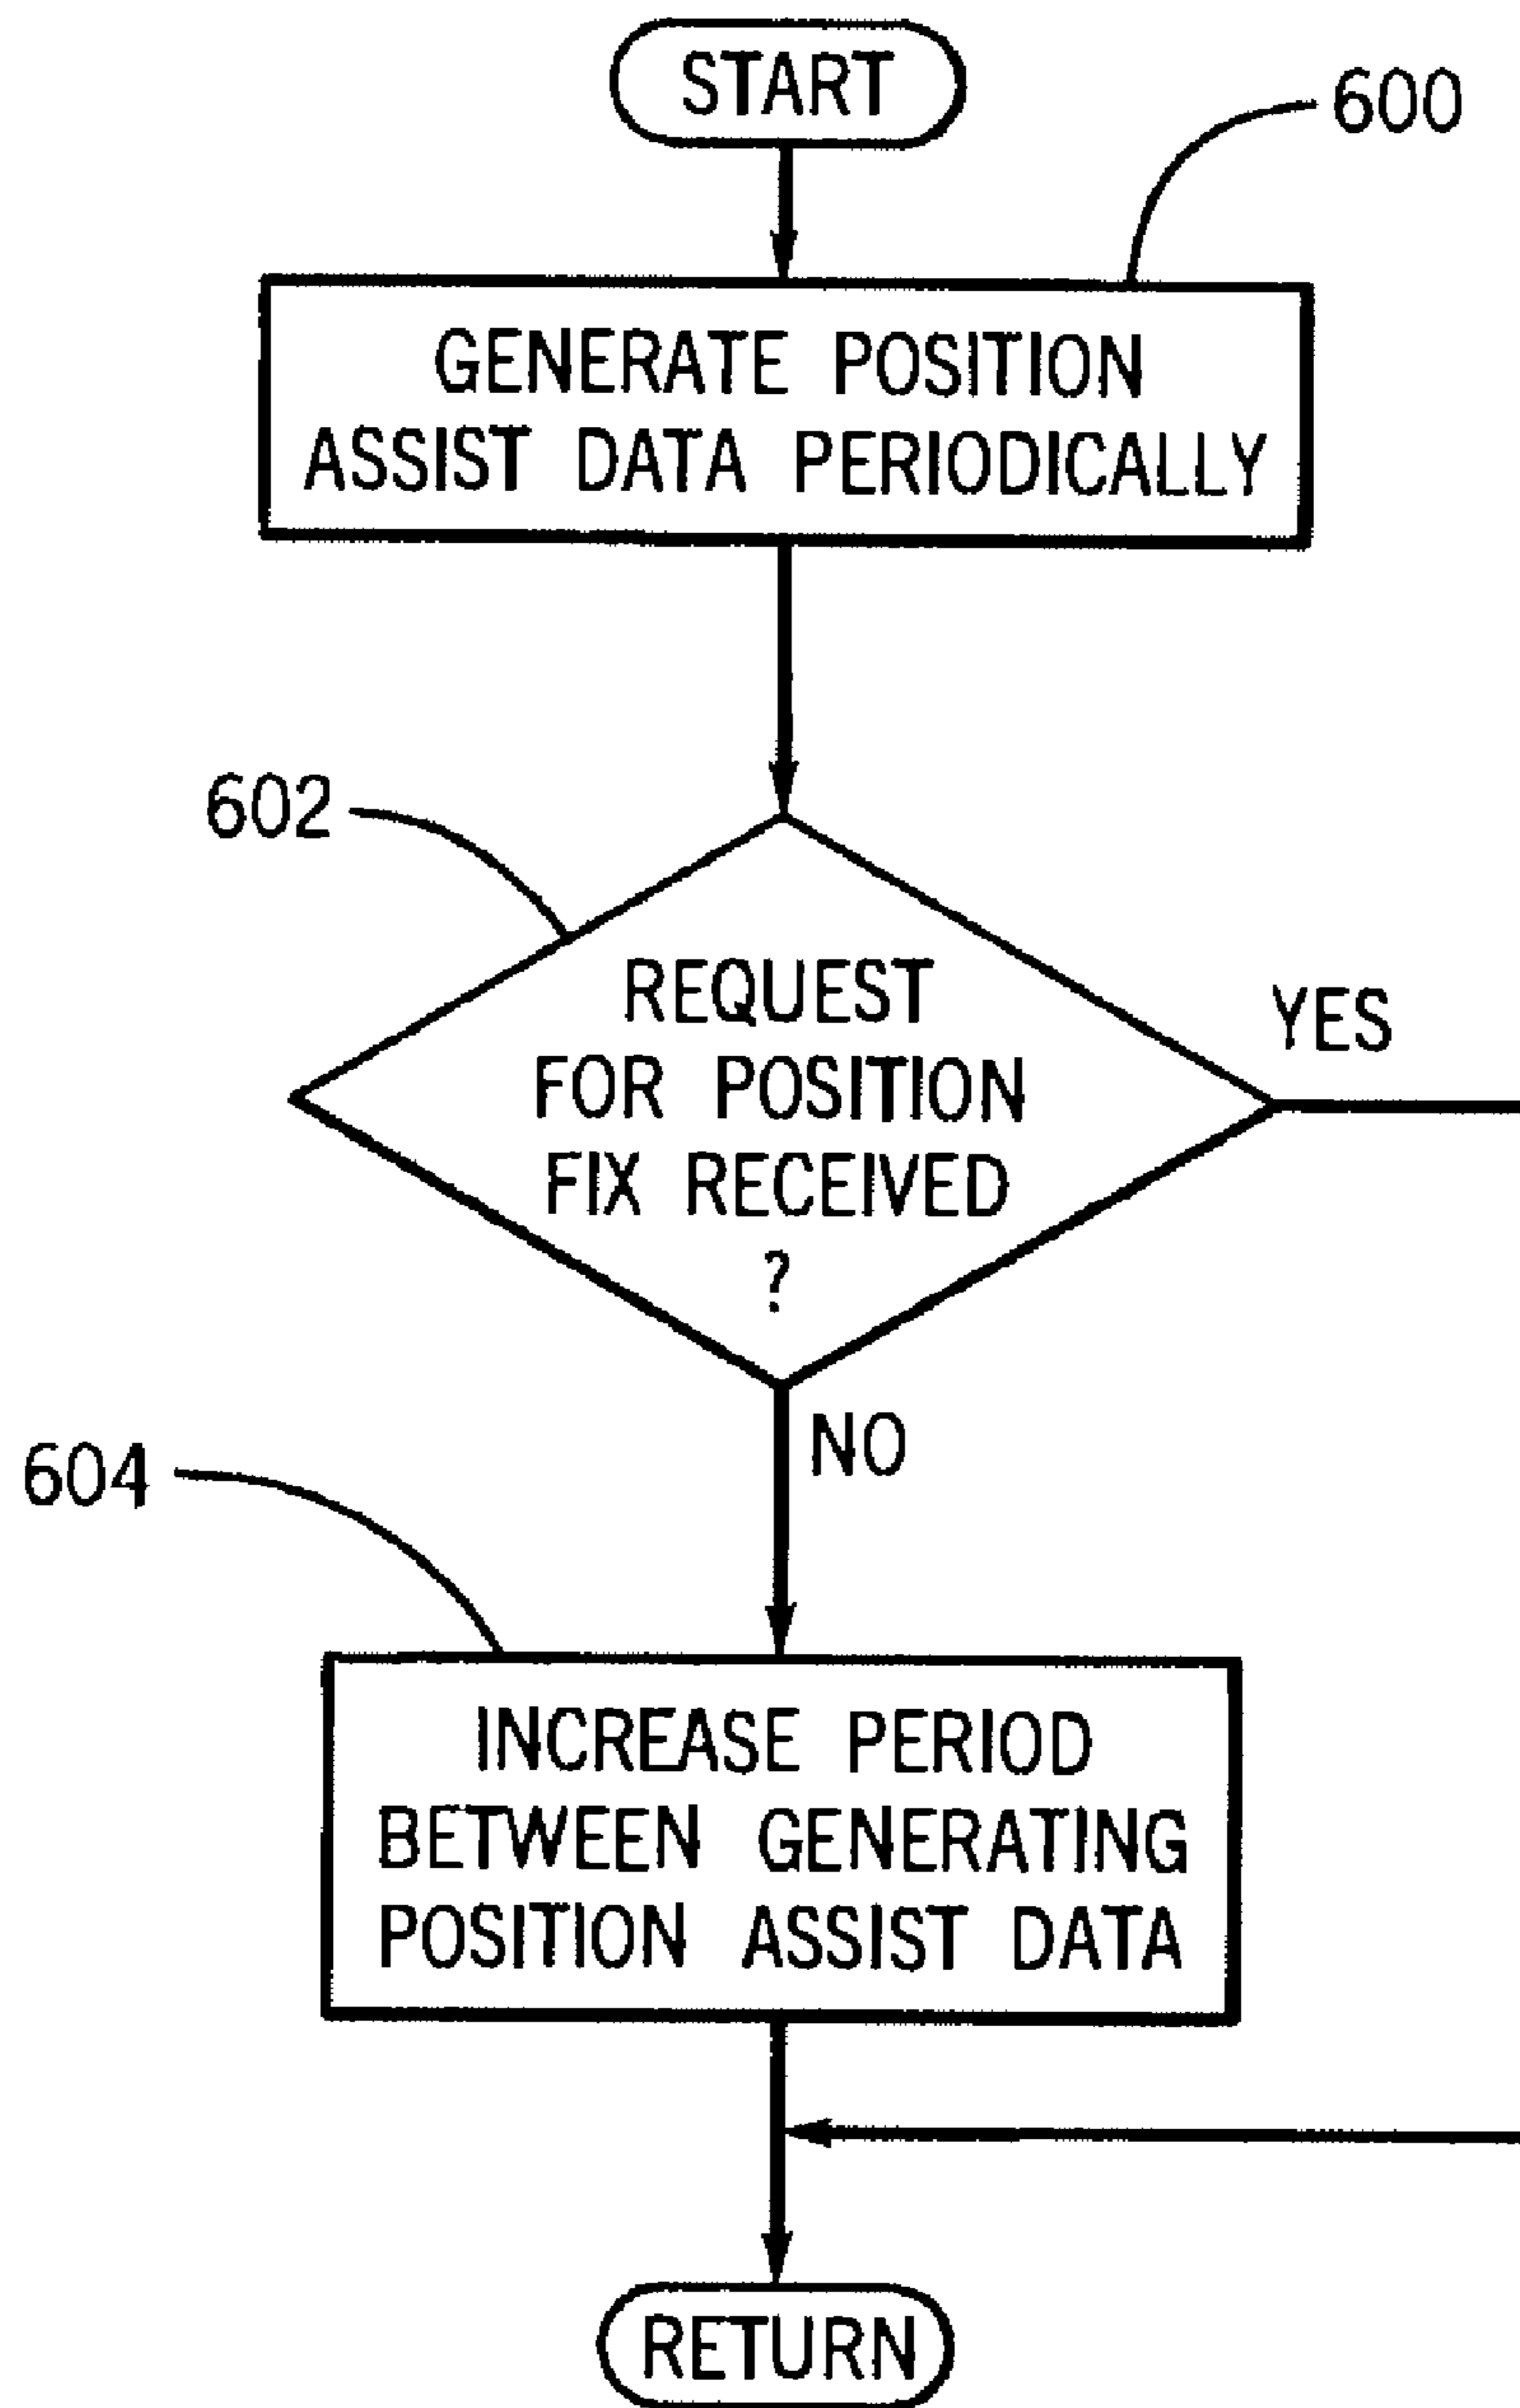 START
600
GENERATE POSITION
ASSIST DATA PERIODICALLY
602
REQUEST
FOR POSITION
FIX RECEIVED
?
YES
NO
604
INCREASE PERIOD
BETWEEN GENERATING
POSITION ASSIST DATA
RETURN